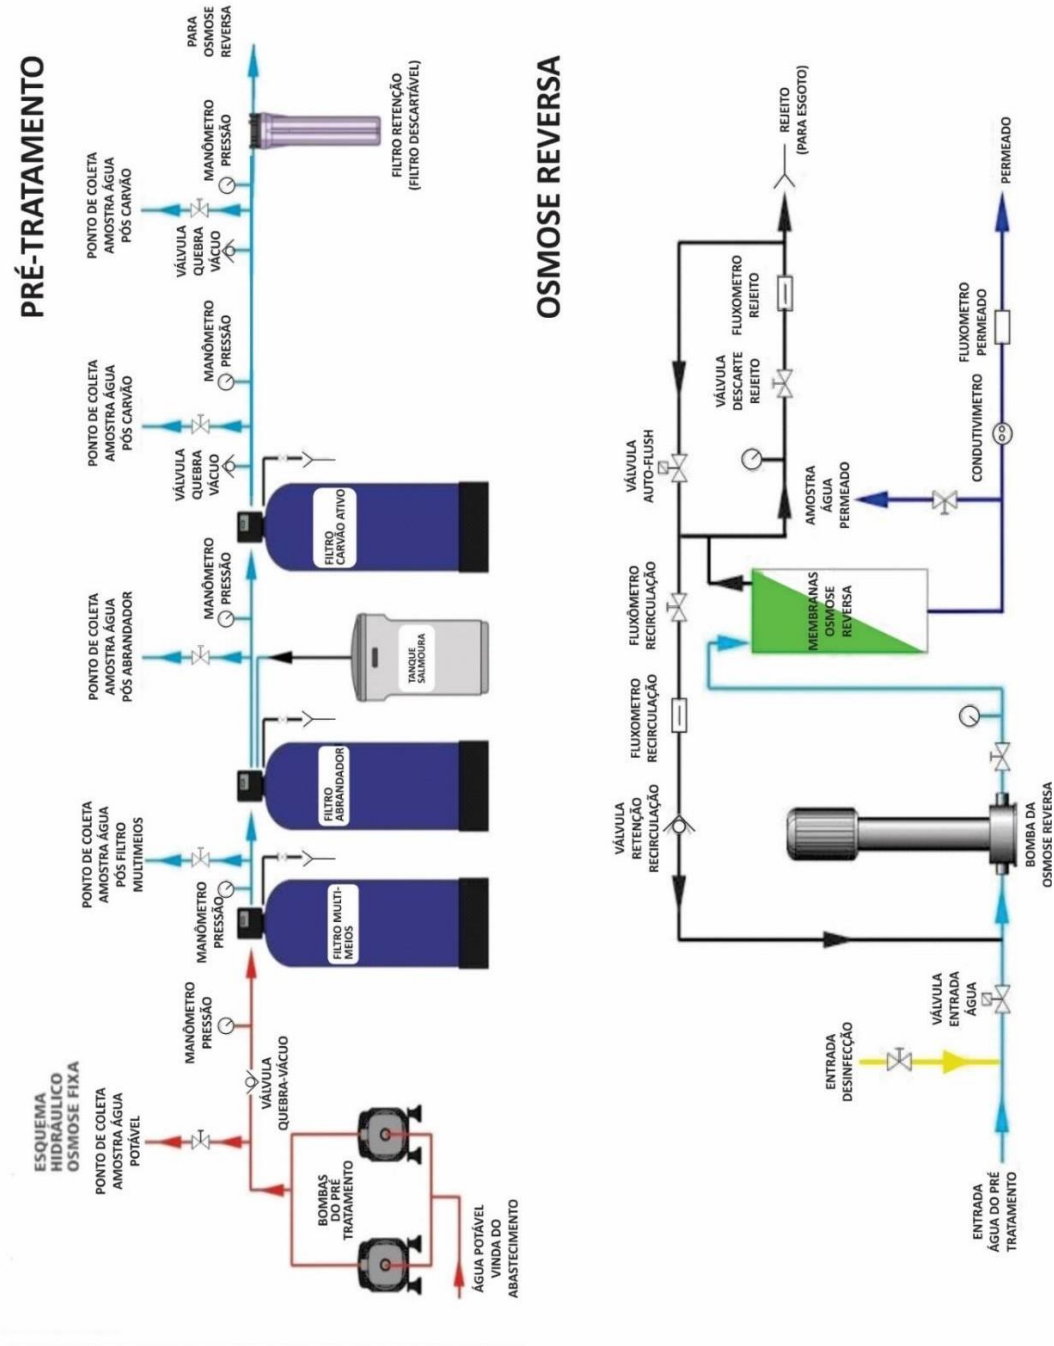 PRÉ-TRATAMENTO
ESQUEMA
HIDRÁULICO
OSMOSE FIXA
PONTO DE COLETA
AMOSTRA ÁGUA
POTÁVEL
PONTO DE COLETA
AMOSTRA ÁGUA
PÓS FILTRO
MULTIMEIOS
PONTO DE COLETA
AMOSTRA ÁGUA
PÓS ABRANDADOR
PONTO DE COLETA
AMOSTRA ÁGUA
PÓS CARVÃO
PONTO DE COLETA
AMOSTRA ÁGUA
PÓS CARVÃO
MANÔMETRO
PRESSÃO
MANÔMETRO
PRESSÃO
MANÔMETRO
PRESSÃO
VÁLVULA
QUEBRA
VÁCUO
MANÔMETRO
PRESSÃO
VÁLVULA
QUEBRA
VÁCUO
MANÔMETRO
PRESSÃO
PARA
OSMOSE
REVERSA
VÁLVULA
QUEBRA-VÁCUO
BOMBAS
DO PRÉ
TRATAMENTO
FILTRO MULTI-
MEIOS
FILTRO
ABRANDADOR
TANQUE
SALMOURA
FILTRO
CARVÃO ATIVO
FILTRO RETENÇÃO
(FILTRO DESCARTÁVEL)
ÁGUA POTÁVEL
VINDA DO
ABASTECIMENTO
OSMOSE REVERSA
VÁLVULA
RETENÇÃO
RECIRCULAÇÃO
FLUXOMETRO
RECIRCULAÇÃO
FLUXÔMETRO
RECIRCULAÇÃO
VÁLVULA
AUTO-FLUSH
VÁLVULA
DESCARTE
REJEITO
FLUXOMETRO
REJEITO
REJEITO
(PARA ESGOTO)
ENTRADA
DESINFECÇÃO
MEMBRANAS
OSMOSE
REVERSA
AMOSTRA
ÁGUA
PERMEADO
VÁLVULA
ENTRADA
ÁGUA
CONDUTIVIMETRO
FLUXOMETRO
PERMEADO
PERMEADO
ENTRADA
ÁGUA DO PRÉ
TRATAMENTO
BOMBA DA
OSMOSE REVERSA